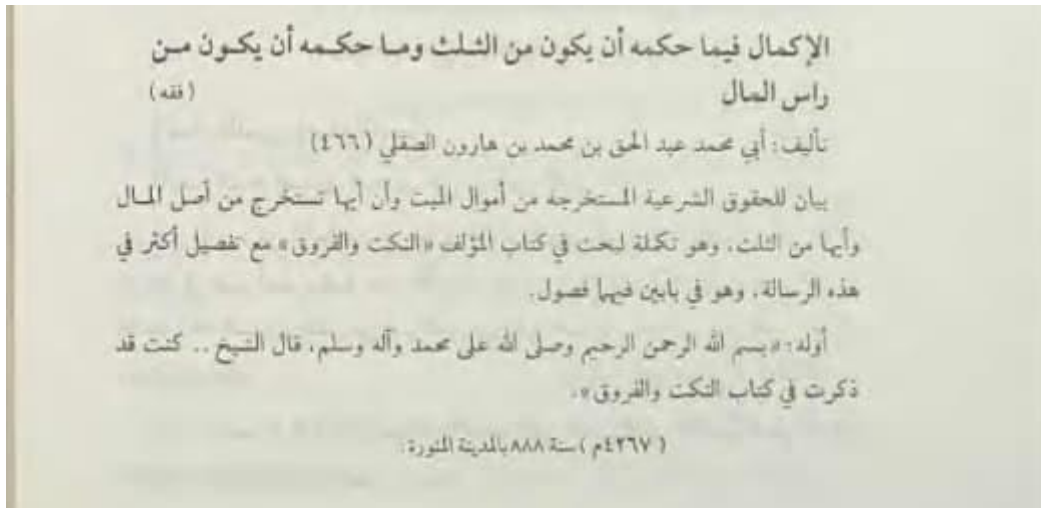 الإكمال فيما حكمه أن يكون من الثلث وما حكمه أن يكون من
راس المال (فقه)
تأليف: أبي محمد عبد الحق بن محمد بن هارون الصقلي (٤٦٦)
بيان للحقوق الشرعية المستخرجه من أموال الميت وأن أيها تستخرج من أصل المال
وأيها من الثلث، وهو تكملة لبحث في كتاب المؤلف «النكت والفروق» مع تفصيل أكثر في
هذه الرسالة، وهو في بابين فيهما فصول.
أوله: «بسم الله الرحمن الرحيم وصلى الله على محمد وآله وسلم، قال الشيخ .. كنت قد
ذكرت في كتاب النكت والفروق».
(٤٢٦٧م) سنة ٨٨٨ بالمدينة المنورة.